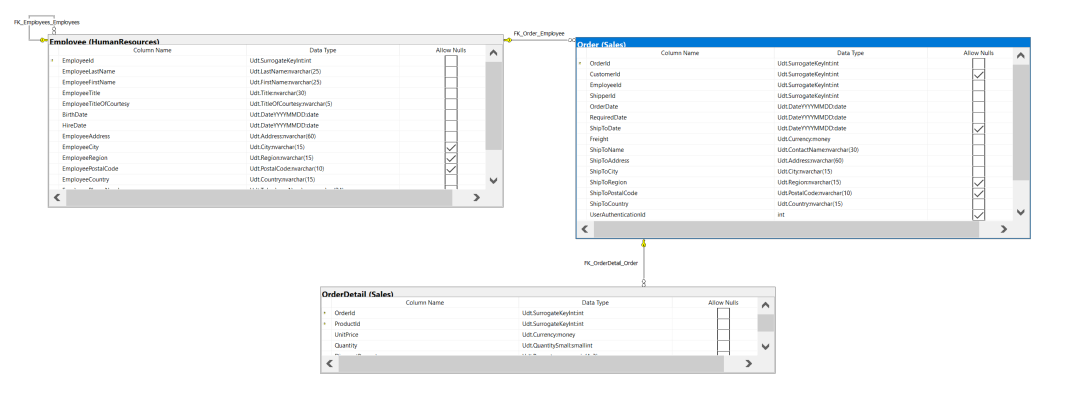 FK_Employees_Employees
Employee (HumanResources)
Column Name Data Type Allow Nulls
EmployeeId Udt.SurrogateKeyInt:int
EmployeeLastName Udt.LastName:nvarchar(25)
EmployeeFirstName Udt.FirstName:nvarchar(25)
EmployeeTitle Udt.Title:nvarchar(30)
EmployeeTitleOfCourtesy Udt.TitleOfCourtesy:nvarchar(5)
BirthDate Udt.DateYYYYMMDD:date
HireDate Udt.DateYYYYMMDD:date
EmployeeAddress Udt.Address:nvarchar(60)
EmployeeCity Udt.City:nvarchar(15)
EmployeeRegion Udt.Region:nvarchar(15)
EmployeePostalCode Udt.PostalCode:nvarchar(10)
EmployeeCountry Udt.Country:nvarchar(15)
FK_Order_Employee
Order (Sales)
Column Name Data Type Allow Nulls
OrderId Udt.SurrogateKeyInt:int
CustomerId Udt.SurrogateKeyInt:int
EmployeeId Udt.SurrogateKeyInt:int
ShipperId Udt.SurrogateKeyInt:int
OrderDate Udt.DateYYYYMMDD:date
RequiredDate Udt.DateYYYYMMDD:date
ShipToDate Udt.DateYYYYMMDD:date
Freight Udt.Currency:money
ShipToName Udt.ContactName:nvarchar(30)
ShipToAddress Udt.Address:nvarchar(60)
ShipToCity Udt.City:nvarchar(15)
ShipToRegion Udt.Region:nvarchar(15)
ShipToPostalCode Udt.PostalCode:nvarchar(10)
ShipToCountry Udt.Country:nvarchar(15)
UserAuthenticationId int
FK_OrderDetail_Order
OrderDetail (Sales)
Column Name Data Type Allow Nulls
OrderId Udt.SurrogateKeyInt:int
ProductId Udt.SurrogateKeyInt:int
UnitPrice Udt.Currency:money
Quantity Udt.QuantitySmall:smallint